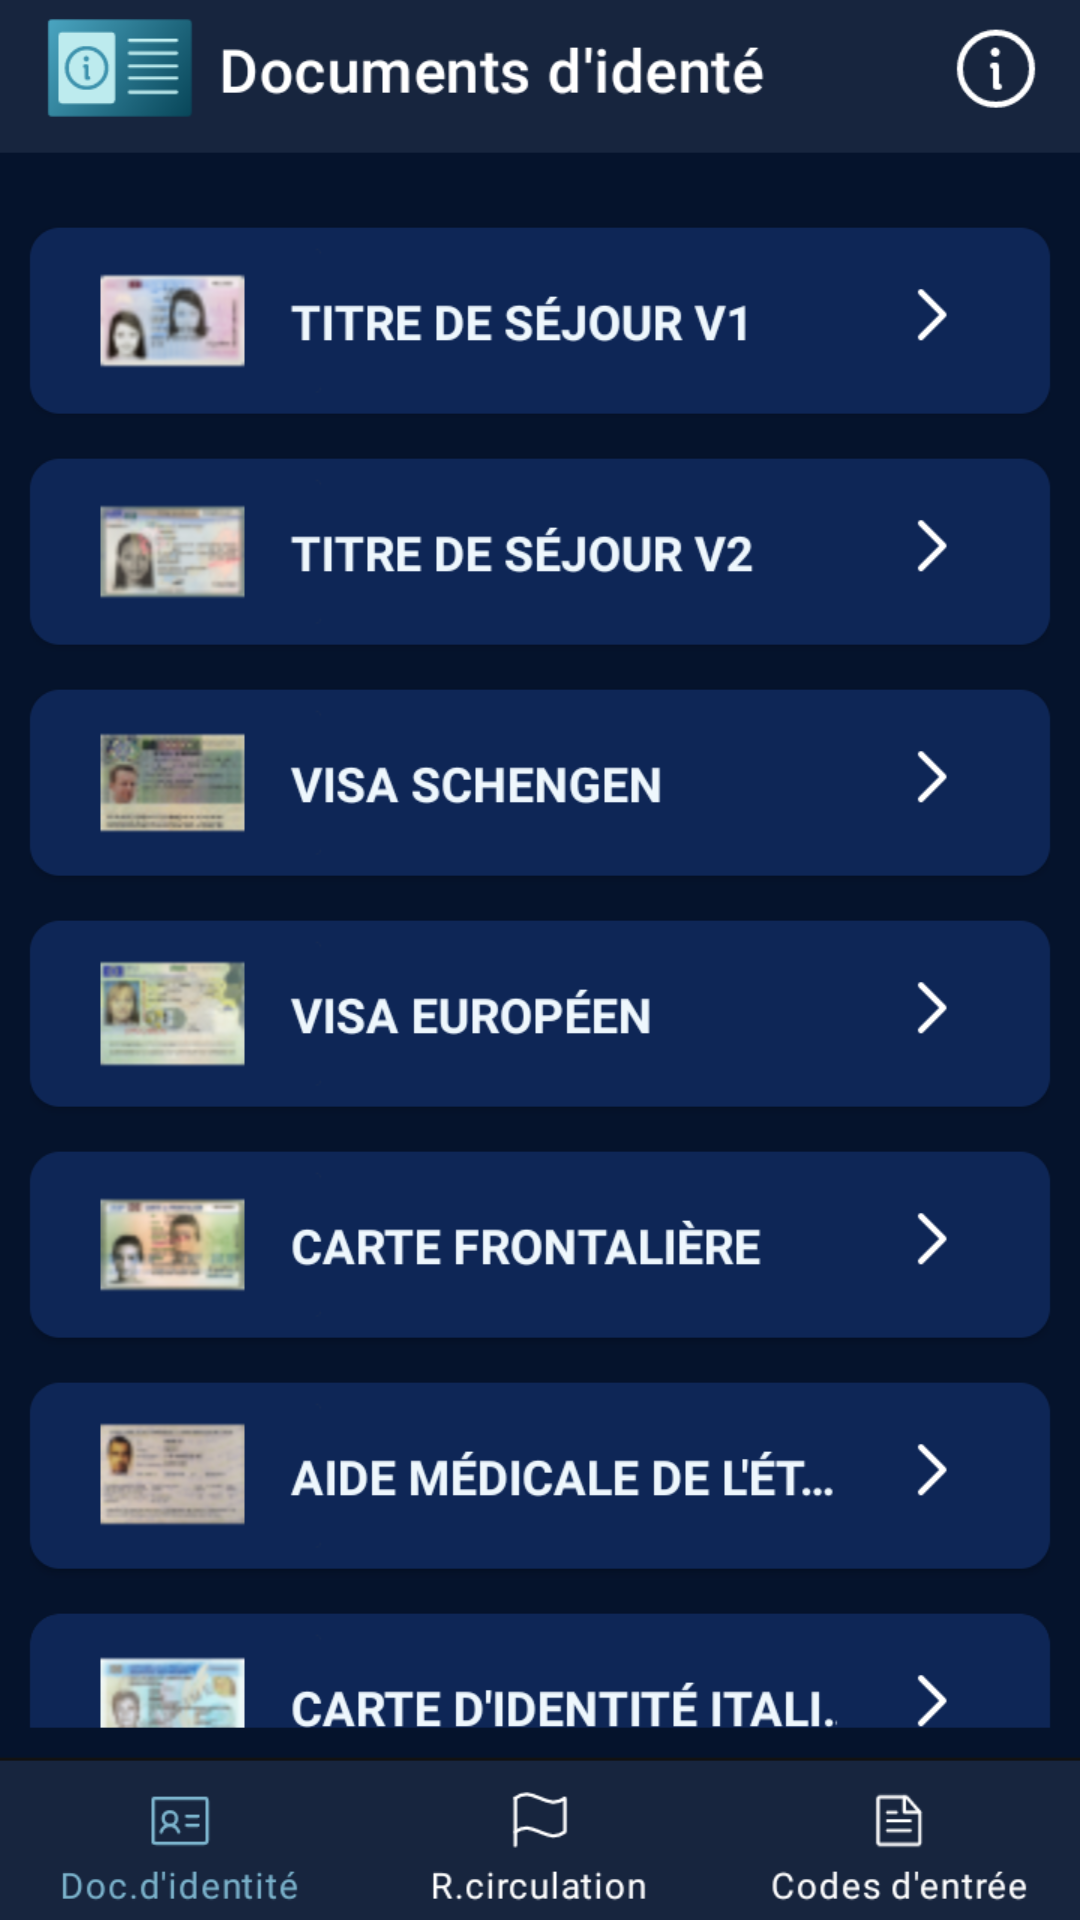 Documents d'identé
TITRE DE SÉJOUR V1
TITRE DE SÉJOUR V2
VISA SCHENGEN
VISA EUROPÉEN
CARTE FRONTALIÈRE
AIDE MÉDICALE DE L'ÉT...
CARTE D'IDENTITÉ ITALI..
Doc.d'identité
R.circulation
Codes d'entrée